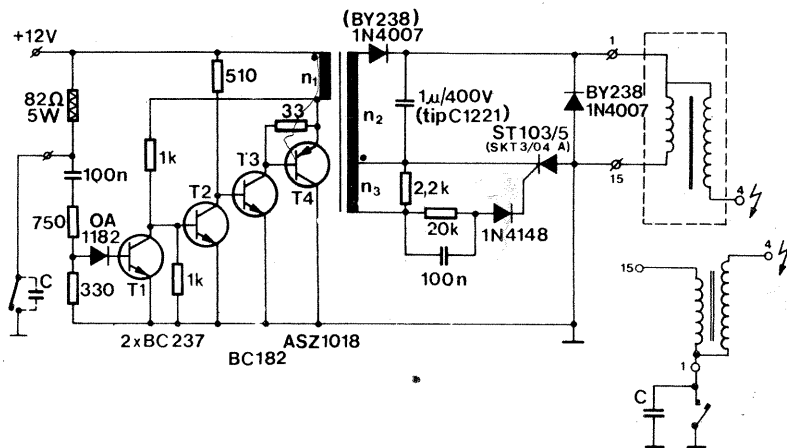 (BY238)
1N4007
1
+12V
510
n₁
82Ω
5W
33
1µ/400V
(tip C1221)
BY238
1N4007
n₂
ST103/5
(SKT3/04 A)
100n
1k
T3
T2
T4
15
n₃
2,2k
4
750
OA
1182
20k
1N4148
C
330
T1
1k
100n
4
15
2xBC237
ASZ1018
BC182
1
C